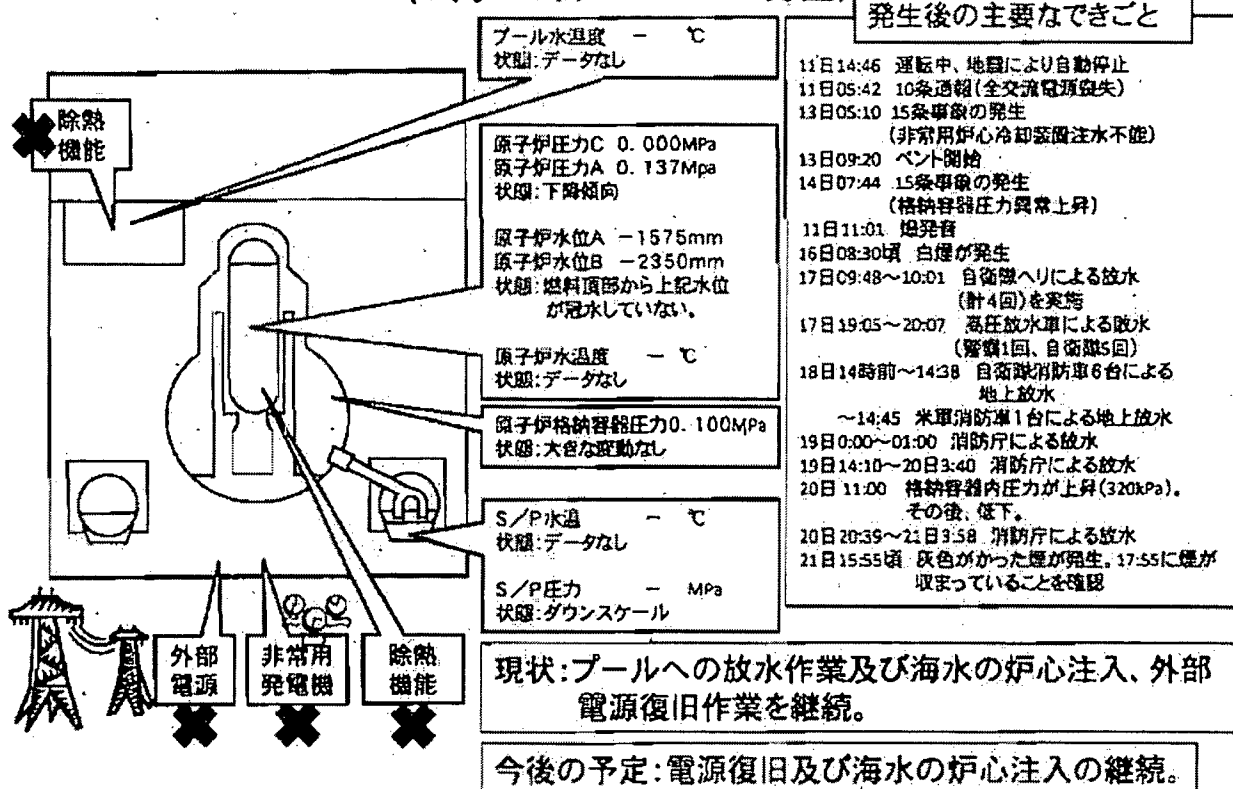 発生後の主要なできごと
プール水温度 － ℃
状態:データなし
除熱
機能
原子炉圧力C 0.000MPa
原子炉圧力A 0.137Mpa
状態:下降傾向
原子炉水位A －1575mm
原子炉水位B －2350mm
状態:燃料頂部から上記水位
が冠水していない。
原子炉水温度 － ℃
状態:データなし
原子炉格納容器圧力0.100MPa
状態:大きな変動なし
S／P水温 － ℃
状態:データなし
S／P圧力 － MPa
状態:ダウンスケール
外部
電源
非常用
発電機
除熱
機能
11日14:46 運転中、地震により自動停止
11日05:42 10条通報(全交流電源喪失)
13日05:10 15条事象の発生
(非常用炉心冷却装置注水不能)
13日09:20 ベント開始
14日07:44 15条事象の発生
(格納容器圧力異常上昇)
11日11:01 爆発音
16日08:30頃 白煙が発生
17日09:48～10:01 自衛隊ヘリによる放水
(計4回)を実施
17日19:05～20:07 高圧放水車による放水
(警察1回、自衛隊5回)
18日14時前～14:38 自衛隊消防車6台による
地上放水
～14:45 米軍消防車1台による地上放水
19日0:00～01:00 消防庁による放水
19日14:10～20日3:40 消防庁による放水
20日11:00 格納容器内圧力が上昇(320kPa)。
その後、低下。
20日20:39～21日3:58 消防庁による放水
21日15:55頃 灰色がかった煙が発生。17:55に煙が
収まっていることを確認
現状:プールへの放水作業及び海水の炉心注入、外部
電源復旧作業を継続。
今後の予定:電源復旧及び海水の炉心注入の継続。